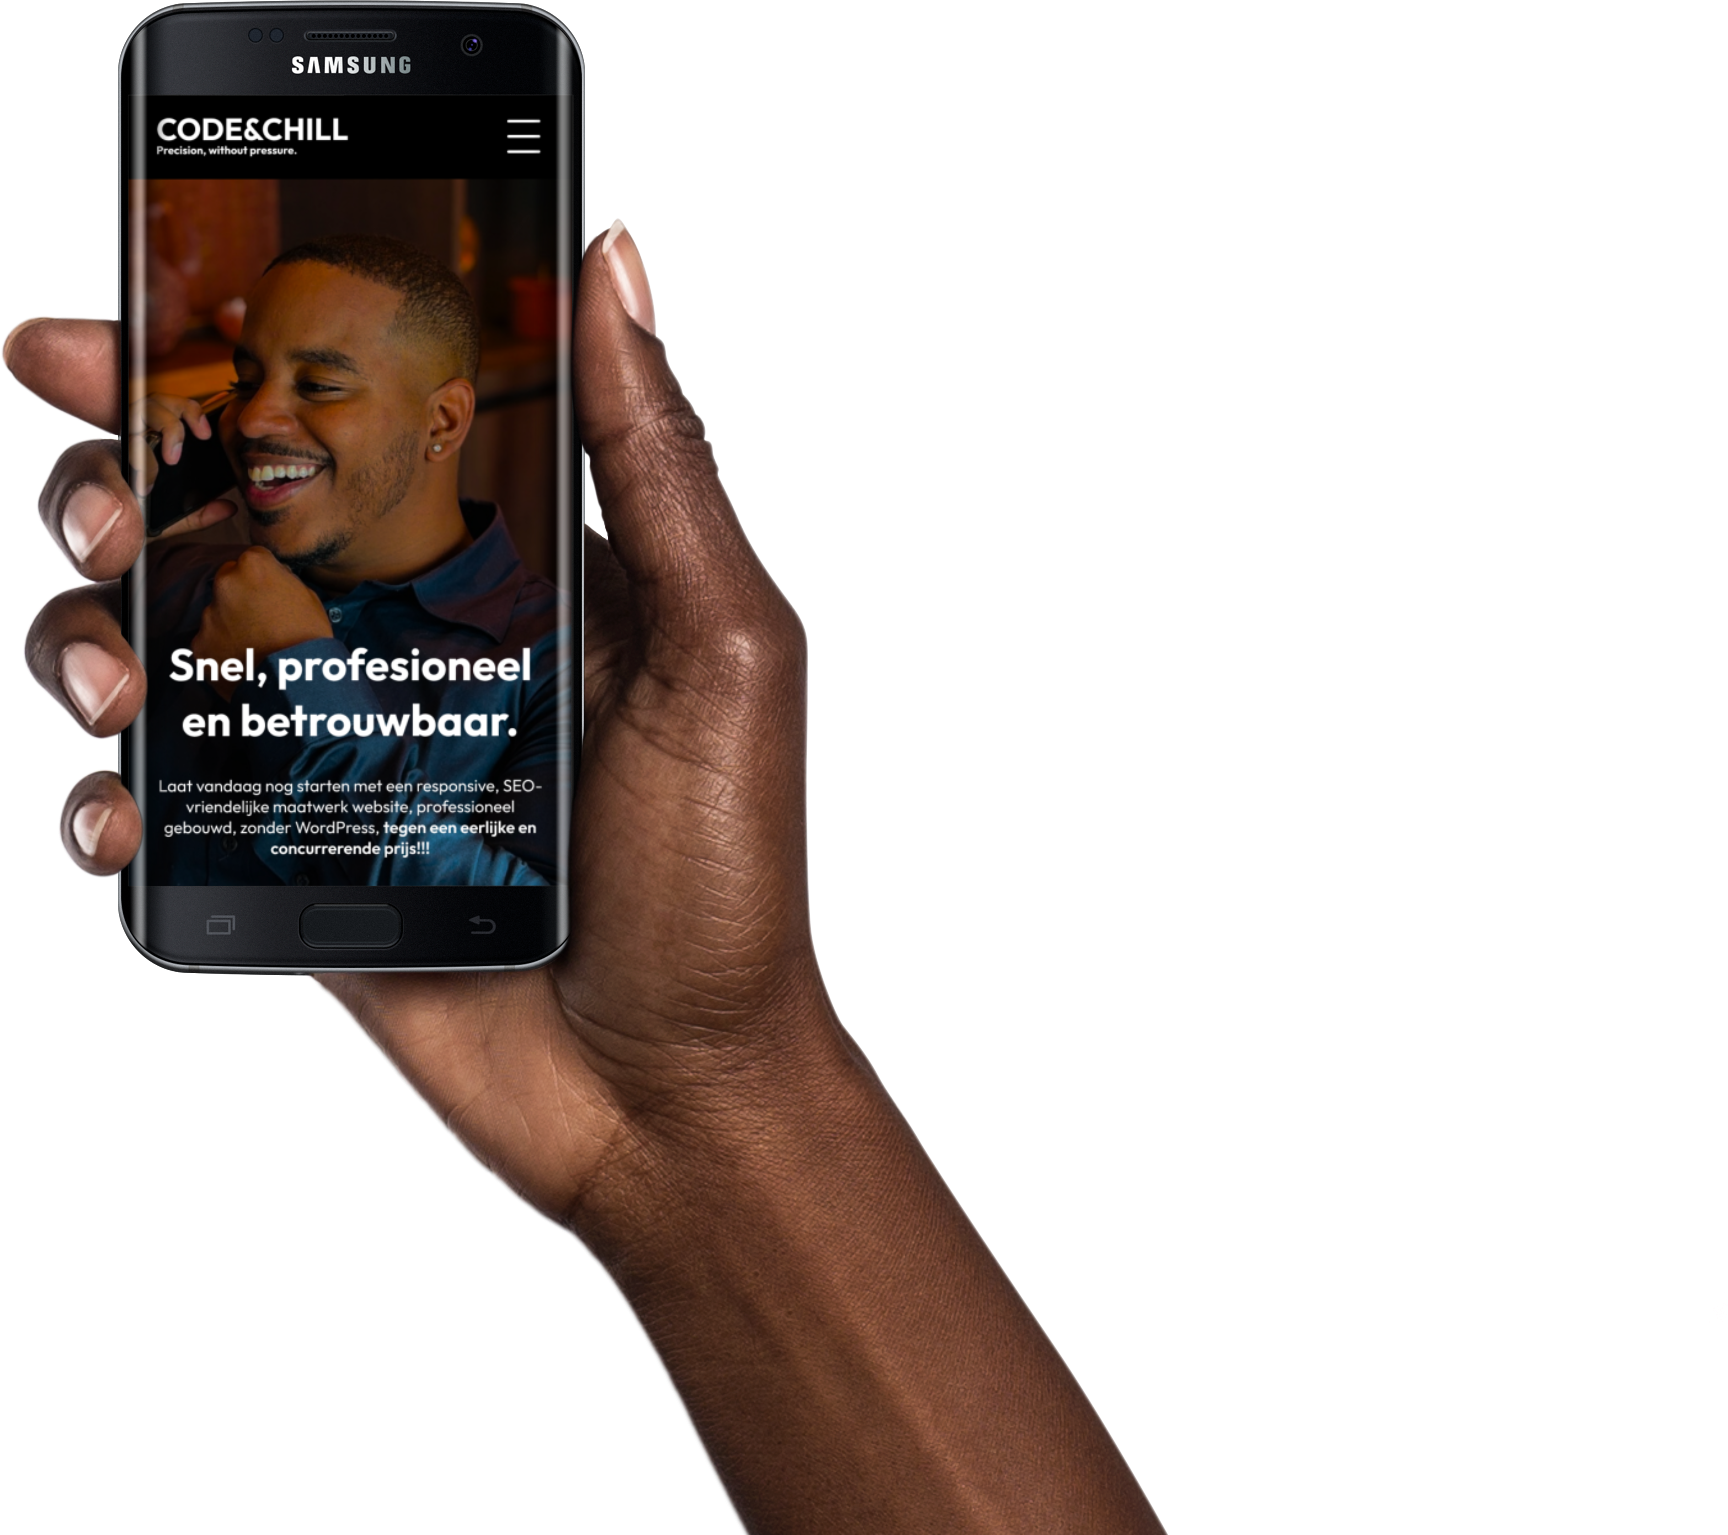 SAMSUNG
CODE&CHILL
Precision, without pressure.
Snel, profesioneel
en betrouwbaar.
Laat vandaag nog starten met een responsive, SEO-
vriendelijke maatwerk website, professioneel
gebouwd, zonder WordPress, tegen een eerlijke en
concurrerende prijs!!!